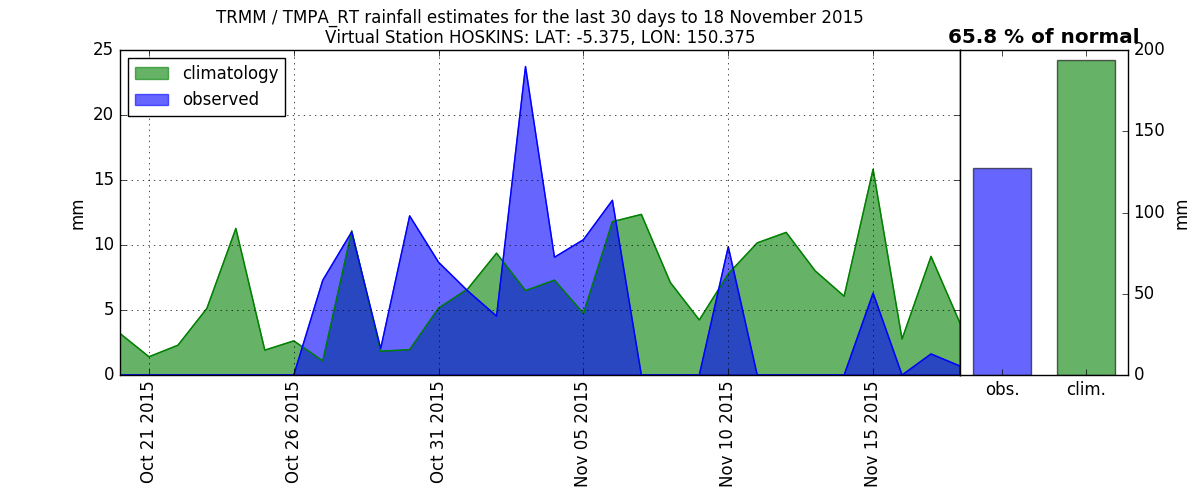 TRMM / TMPA_RT rainfall estimates for the last 30 days to 18 November 2015
Virtual Station HOSKINS: LAT: -5.375, LON: 150.375
65.8 % of normal
climatology
observed
25
20
15
10
5
0
mm
Oct 21 2015
Oct 26 2015
Oct 31 2015
Nov 05 2015
Nov 10 2015
Nov 15 2015
200
150
100
50
0
mm
obs.
clim.